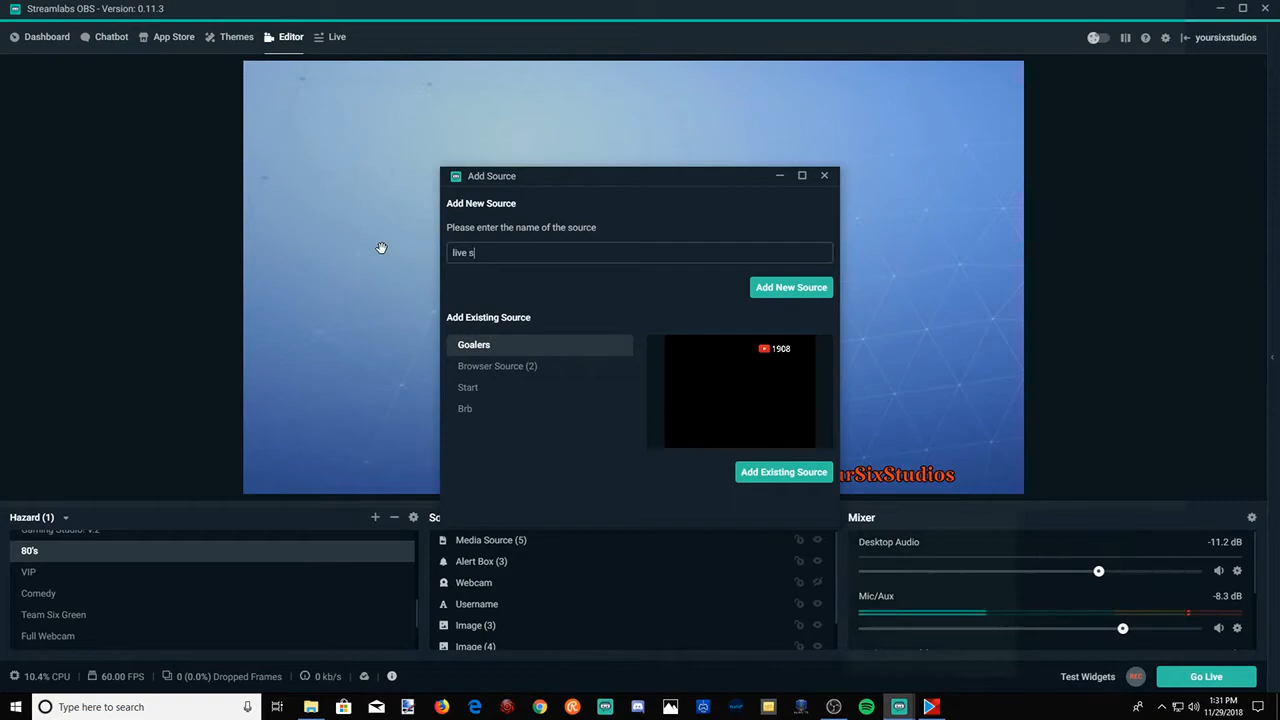 Streamlabs OBS - Version: 0.11.3
Dashboard
Chatbot
App Store
Themes
Editor
Live
yoursixstudios
Add Source
Add New Source
Please enter the name of the source
live s
Add New Source
Add Existing Source
Goalers
1908
Browser Source (2)
Start
Brb
Add Existing Source
urSixStudios
Hazard (1)
80's
VIP
Comedy
Team Six Green
Full Webcam
Media Source (5)
Alert Box (3)
Webcam
Username
Image (3)
Image (4)
Mixer
Desktop Audio
-11.2 dB
Mic/Aux
-8.3 dB
10.4% CPU
60.00 FPS
0 (0.0%) Dropped Frames
0 kb/s
Test Widgets
REC
Go Live
Type here to search
1:31 PM
11/29/2018